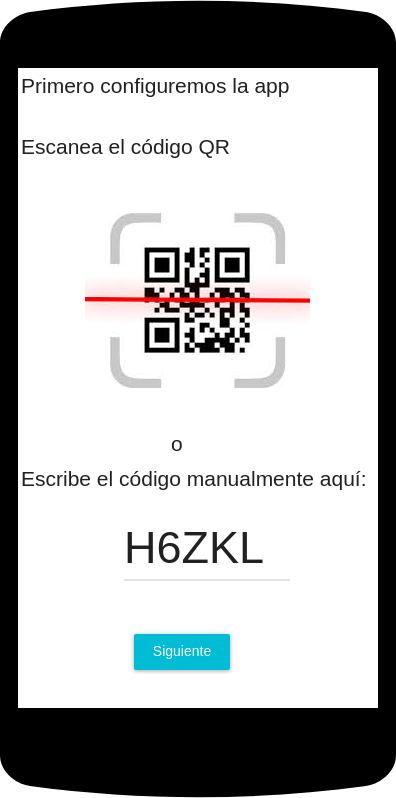 Primero configuremos la app
Escanea el código QR
o
Escribe el código manualmente aquí:
H6ZKL
Siguiente